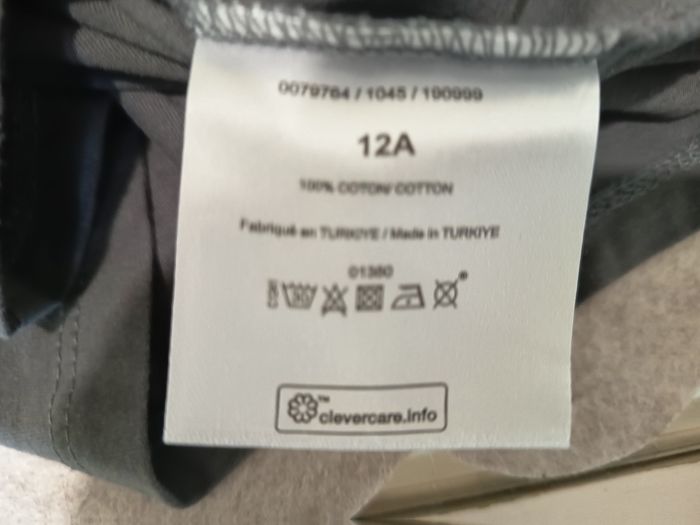 0079764 / 1045 / 190999
12A
100% COTON/ COTTON
Fabriqué en TURKIYE / Made in TURKIYE
01380
clevercare.info